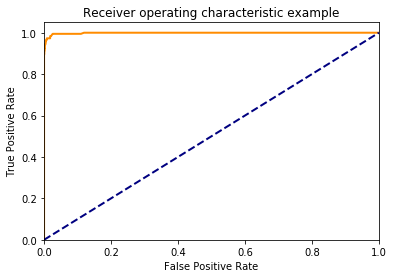 Receiver operating characteristic example
1.0
0.8
0.6
0.4
0.2
0.0
True Positive Rate
0.0 0.2 0.4 0.6 0.8 1.0
False Positive Rate